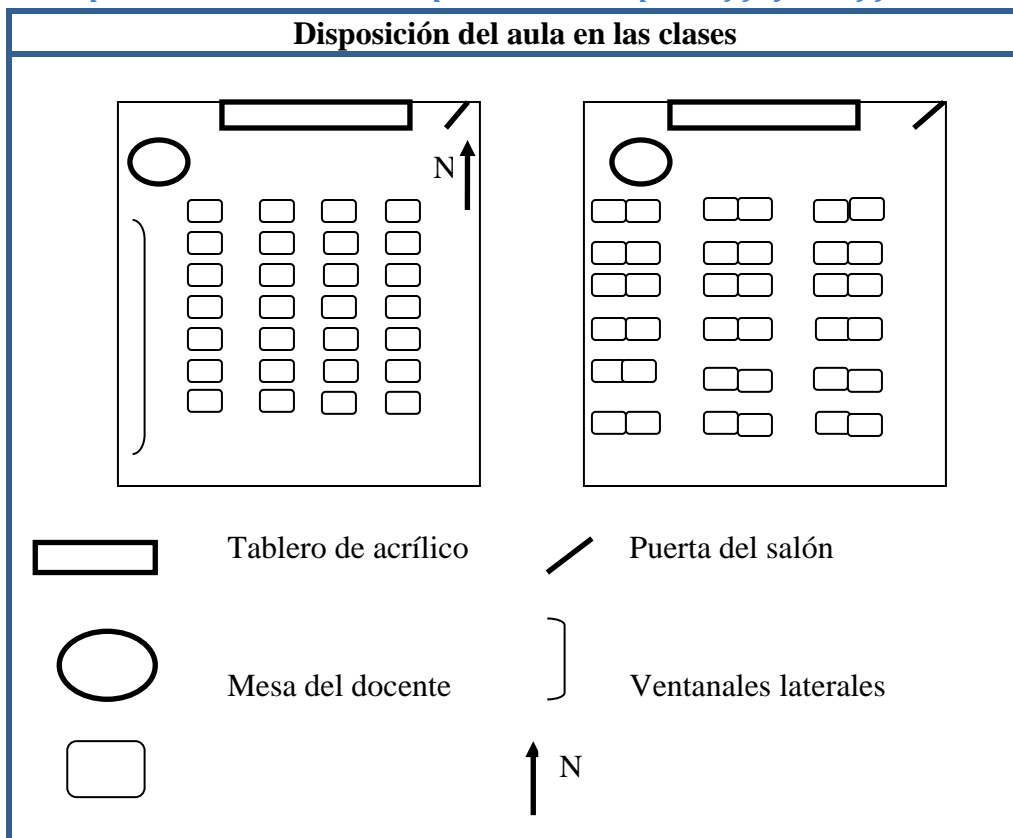 Disposición del aula en las clases
N
Tablero de acrílico
Puerta del salón
Mesa del docente
Ventanales laterales
N